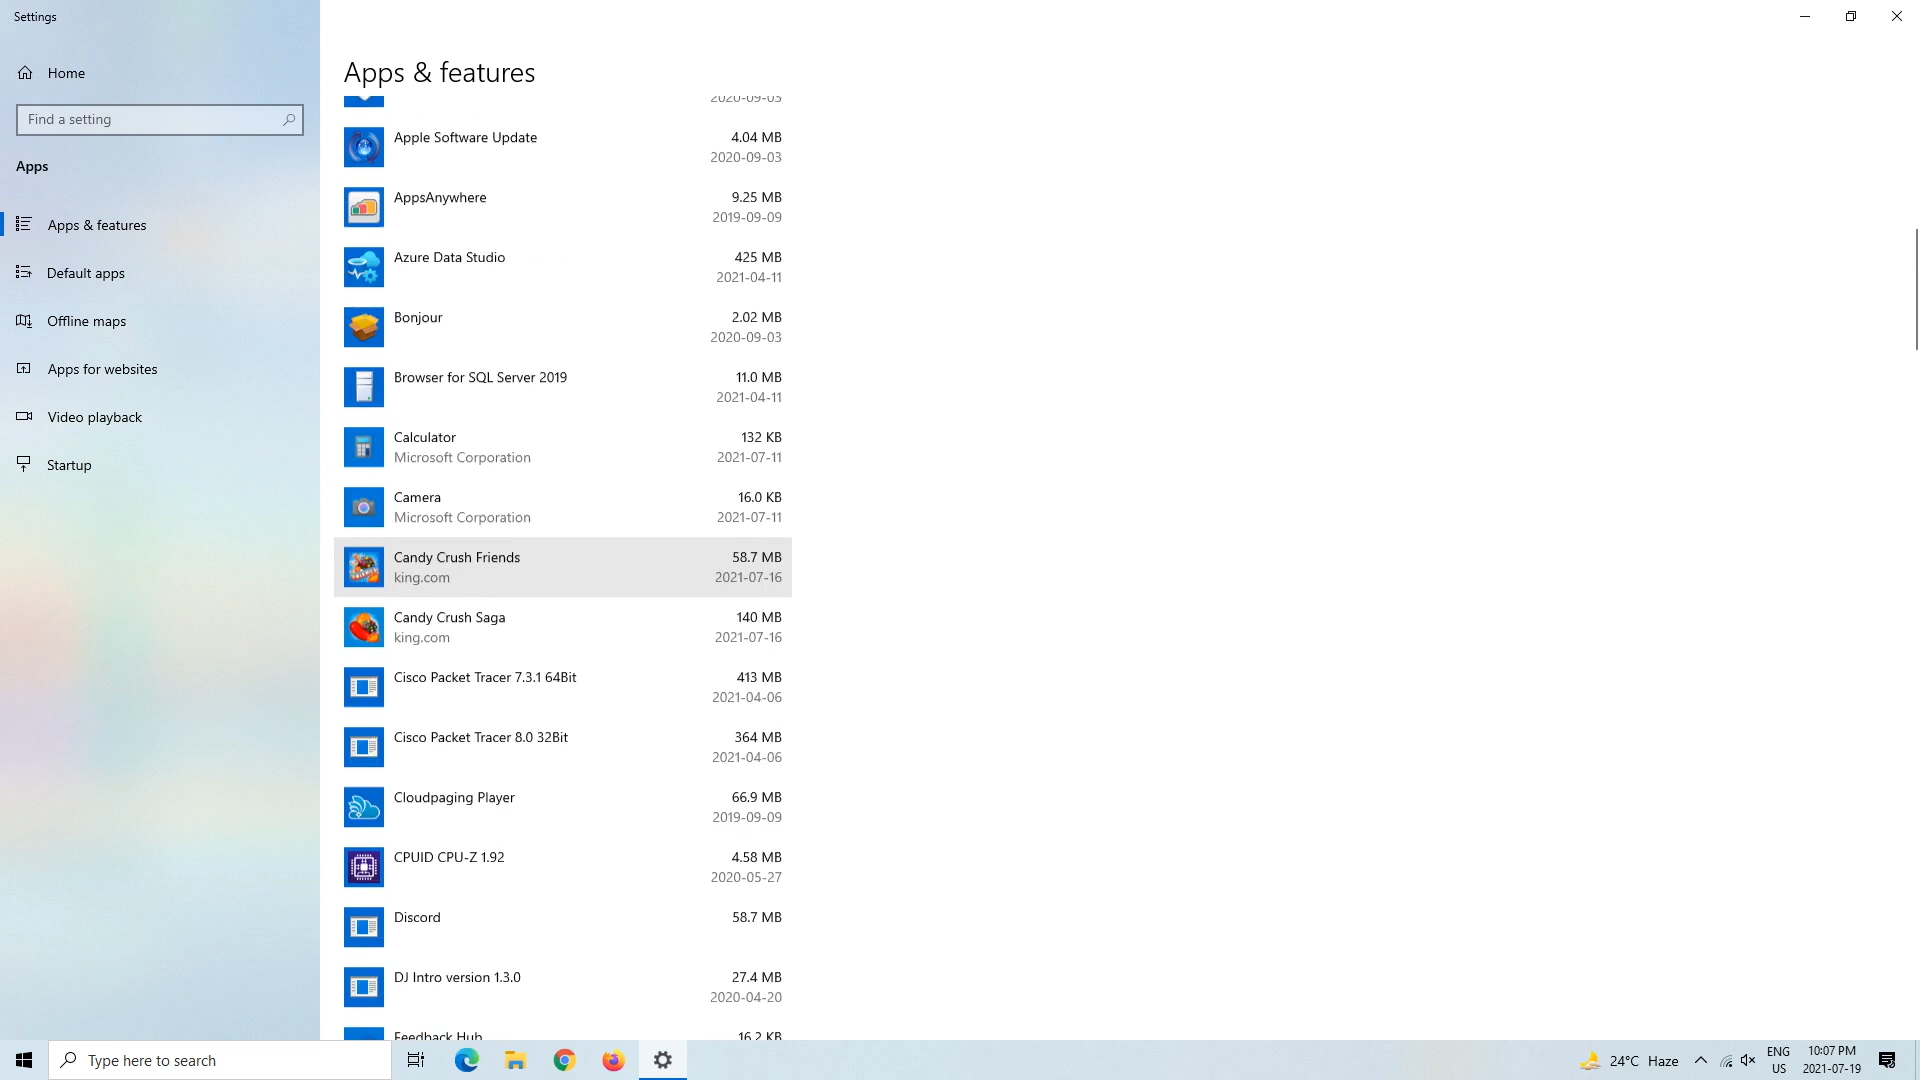 Settings
Home
Find a setting
Apps
Apps & features
Default apps
Offline maps
Apps for websites
Video playback
Startup
Apps & features
2020-09-03
Apple Software Update 4.04 MB
2020-09-03
AppsAnywhere 9.25 MB
2019-09-09
Azure Data Studio 425 MB
2021-04-11
Bonjour 2.02 MB
2020-09-03
Browser for SQL Server 2019 11.0 MB
2021-04-11
Calculator 132 KB
Microsoft Corporation 2021-07-11
Camera 16.0 KB
Microsoft Corporation 2021-07-11
Candy Crush Friends 58.7 MB
king.com 2021-07-16
Candy Crush Saga 140 MB
king.com 2021-07-16
Cisco Packet Tracer 7.3.1 64Bit 413 MB
2021-04-06
Cisco Packet Tracer 8.0 32Bit 364 MB
2021-04-06
Cloudpaging Player 66.9 MB
2019-09-09
CPUID CPU-Z 1.92 4.58 MB
2020-05-27
Discord 58.7 MB
DJ Intro version 1.3.0 27.4 MB
2020-04-20
Feedback Hub 16.2 KB
Type here to search
24°C Haze
ENG
US
10:07 PM
2021-07-19